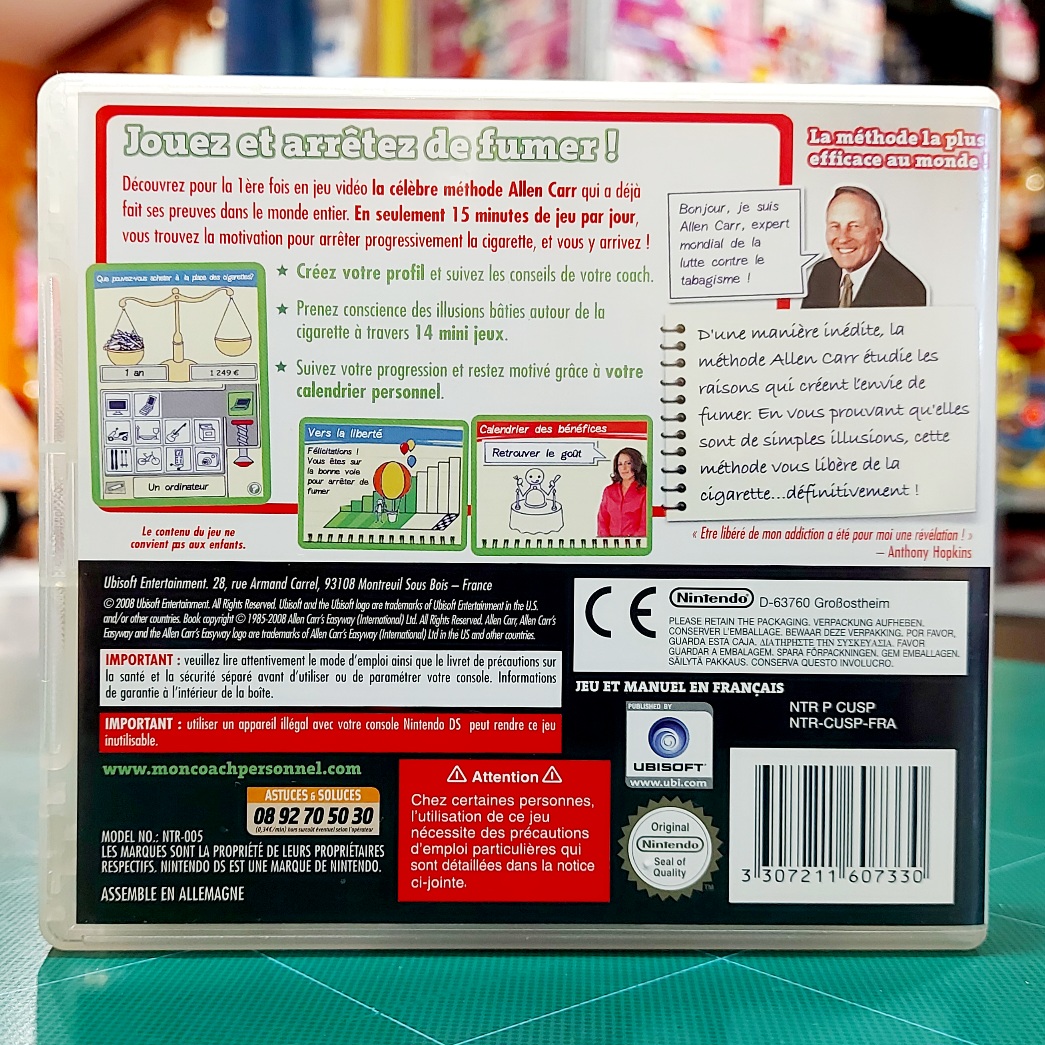 Jouez et arrêtez de fumer !
La méthode la plus
efficace au monde !
Découvrez pour la 1ère fois en jeu vidéo la célèbre méthode Allen Carr qui a déjà
fait ses preuves dans le monde entier. En seulement 15 minutes de jeu par jour,
vous trouvez la motivation pour arrêter progressivement la cigarette, et vous y arrivez !
Bonjour, je suis
Allen Carr, expert
mondial de la
lutte contre le
tabagisme !
Que pouvez-vous acheter à la place des cigarettes?
1 an
1 249 €
Un ordinateur
?
★ Créez votre profil et suivez les conseils de votre coach.
★ Prenez conscience des illusions bâties autour de la
cigarette à travers 14 mini jeux.
★ Suivez votre progression et restez motivé grâce à votre
calendrier personnel.
Vers la liberté
Félicitations !
Vous êtes sur
la bonne voie
pour arrêter de
fumer
Calendrier des bénéfices
Retrouver le goût
D'une manière inédite, la
méthode Allen Carr étudie les
raisons qui créent l'envie de
fumer. En vous prouvant qu'elles
sont de simples illusions, cette
méthode vous libère de la
cigarette...définitivement !
Le contenu du jeu ne
convient pas aux enfants.
« Etre libéré de mon addiction a été pour moi une révélation ! »
– Anthony Hopkins
Ubisoft Entertainment. 28, rue Armand Carrel, 93108 Montreuil Sous Bois – France
© 2008 Ubisoft Entertainment. All Rights Reserved. Ubisoft and the Ubisoft logo are trademarks of Ubisoft Entertainment in the U.S.
and/or other countries. Book copyright © 1985-2008 Allen Carr's Easyway (International) Ltd. All Rights Reserved. Allen Carr, Allen Carr's
Easyway and the Allen Carr's Easyway logo are trademarks of Allen Carr's Easyway (International) Ltd in the US and other countries.
IMPORTANT : veuillez lire attentivement le mode d'emploi ainsi que le livret de précautions sur
la santé et la sécurité séparé avant d'utiliser ou de paramétrer votre console. Informations
de garantie à l'intérieur de la boîte.
IMPORTANT : utiliser un appareil illégal avec votre console Nintendo DS peut rendre ce jeu
inutilisable.
CE
Nintendo D-63760 Großostheim
PLEASE RETAIN THE PACKAGING. VERPACKUNG AUFHEBEN.
CONSERVER L'EMBALLAGE. BEWAAR DEZE VERPAKKING. POR FAVOR,
GUARDA ESTA CAJA. ΔΙΑΤΗΡΗΣΤΕ ΤΗΝ ΣΥΣΚΕΥΑΣΙΑ. FAVOR
GUARDAR A EMBALAGEM. SPARA FÖRPACKNINGEN. GEM EMBALLAGEN.
SÄILYTÄ PAKKAUS. CONSERVA QUESTO INVOLUCRO.
JEU ET MANUEL EN FRANÇAIS
NTR P CUSP
NTR-CUSP-FRA
PUBLISHED BY
UBISOFT
www.ubi.com
www.moncoachpersonnel.com
ASTUCES & SOLUCES
08 92 70 50 30
(0,34€/min) hors surcoût éventuel selon l'opérateur
MODEL NO.: NTR-005
LES MARQUES SONT LA PROPRIÉTÉ DE LEURS PROPRIÉTAIRES
RESPECTIFS. NINTENDO DS EST UNE MARQUE DE NINTENDO.
ASSEMBLE EN ALLEMAGNE
Attention
Chez certaines personnes,
l'utilisation de ce jeu
nécessite des précautions
d'emploi particulières qui
sont détaillées dans la notice
ci-jointe.
Original
Nintendo
Seal of
Quality
TM
3 307211 607330